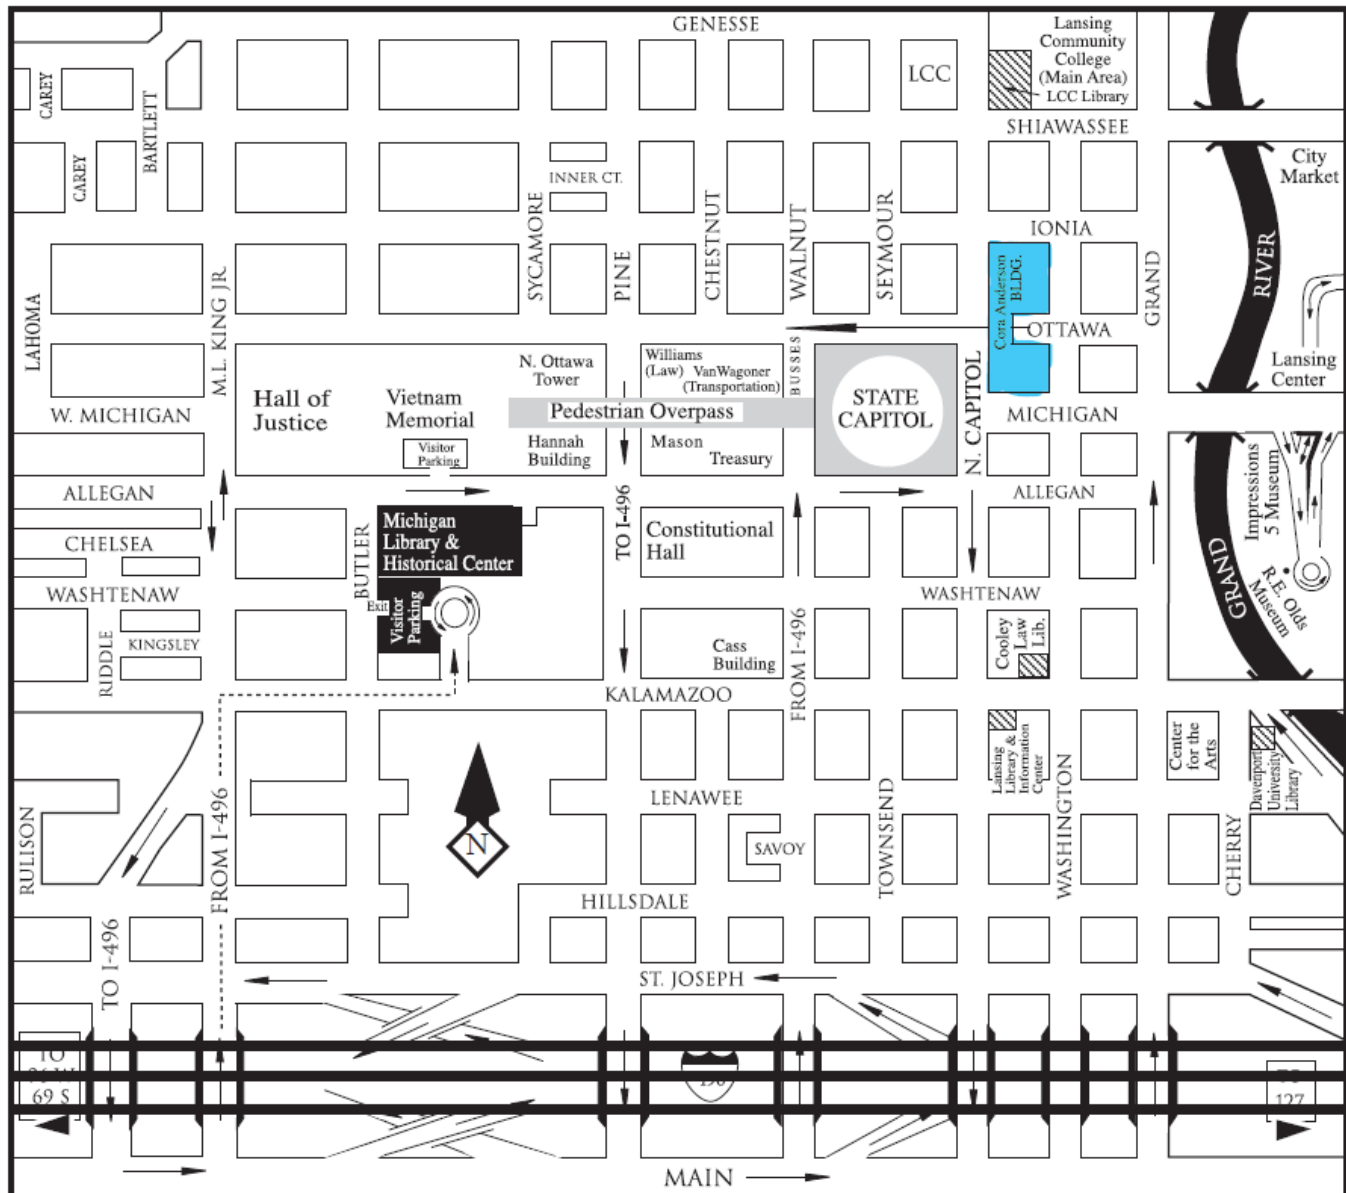 GENESSE
Lansing
Community
College
(Main Area)
LCC Library
LCC
CAREY
BARTLETT
CAREY
SHIAWASSEE
City
Market
INNER CT.
SYCAMORE
PINE
CHESTNUT
WALNUT
SEYMOUR
IONIA
GRAND
RIVER
Cora Anderson
BLDG.
LAHOMA
M.L. KING JR.
OTTAWA
N. Ottawa
Tower
Williams
(Law)
VanWagoner
(Transportation)
BUSSES
STATE
CAPITOL
N. CAPITOL
Lansing
Center
W. MICHIGAN
Hall of
Justice
Vietnam
Memorial
Pedestrian Overpass
MICHIGAN
Visitor
Parking
Hannah
Building
Mason
Treasury
Impressions
5 Museum
ALLEGAN
ALLEGAN
TO I-496
BUTLER
Michigan
Library &
Historical Center
Constitutional
Hall
CHELSEA
WASHTENAW
WASHTENAW
GRAND
R.E. Olds
Museum
Exit
Visitor
Parking
RIDDLE
KINGSLEY
Cass
Building
FROM I-496
Cooley
Law
Lib.
KALAMAZOO
Lansing
Library &
Information
Center
Center
for the
Arts
Davenport
University
Library
RULISON
FROM I-496
LENAWEE
WASHINGTON
N
SAVOY
TOWNSEND
CHERRY
HILLSDALE
TO I-496
ST. JOSEPH
TO
69 S
127
MAIN